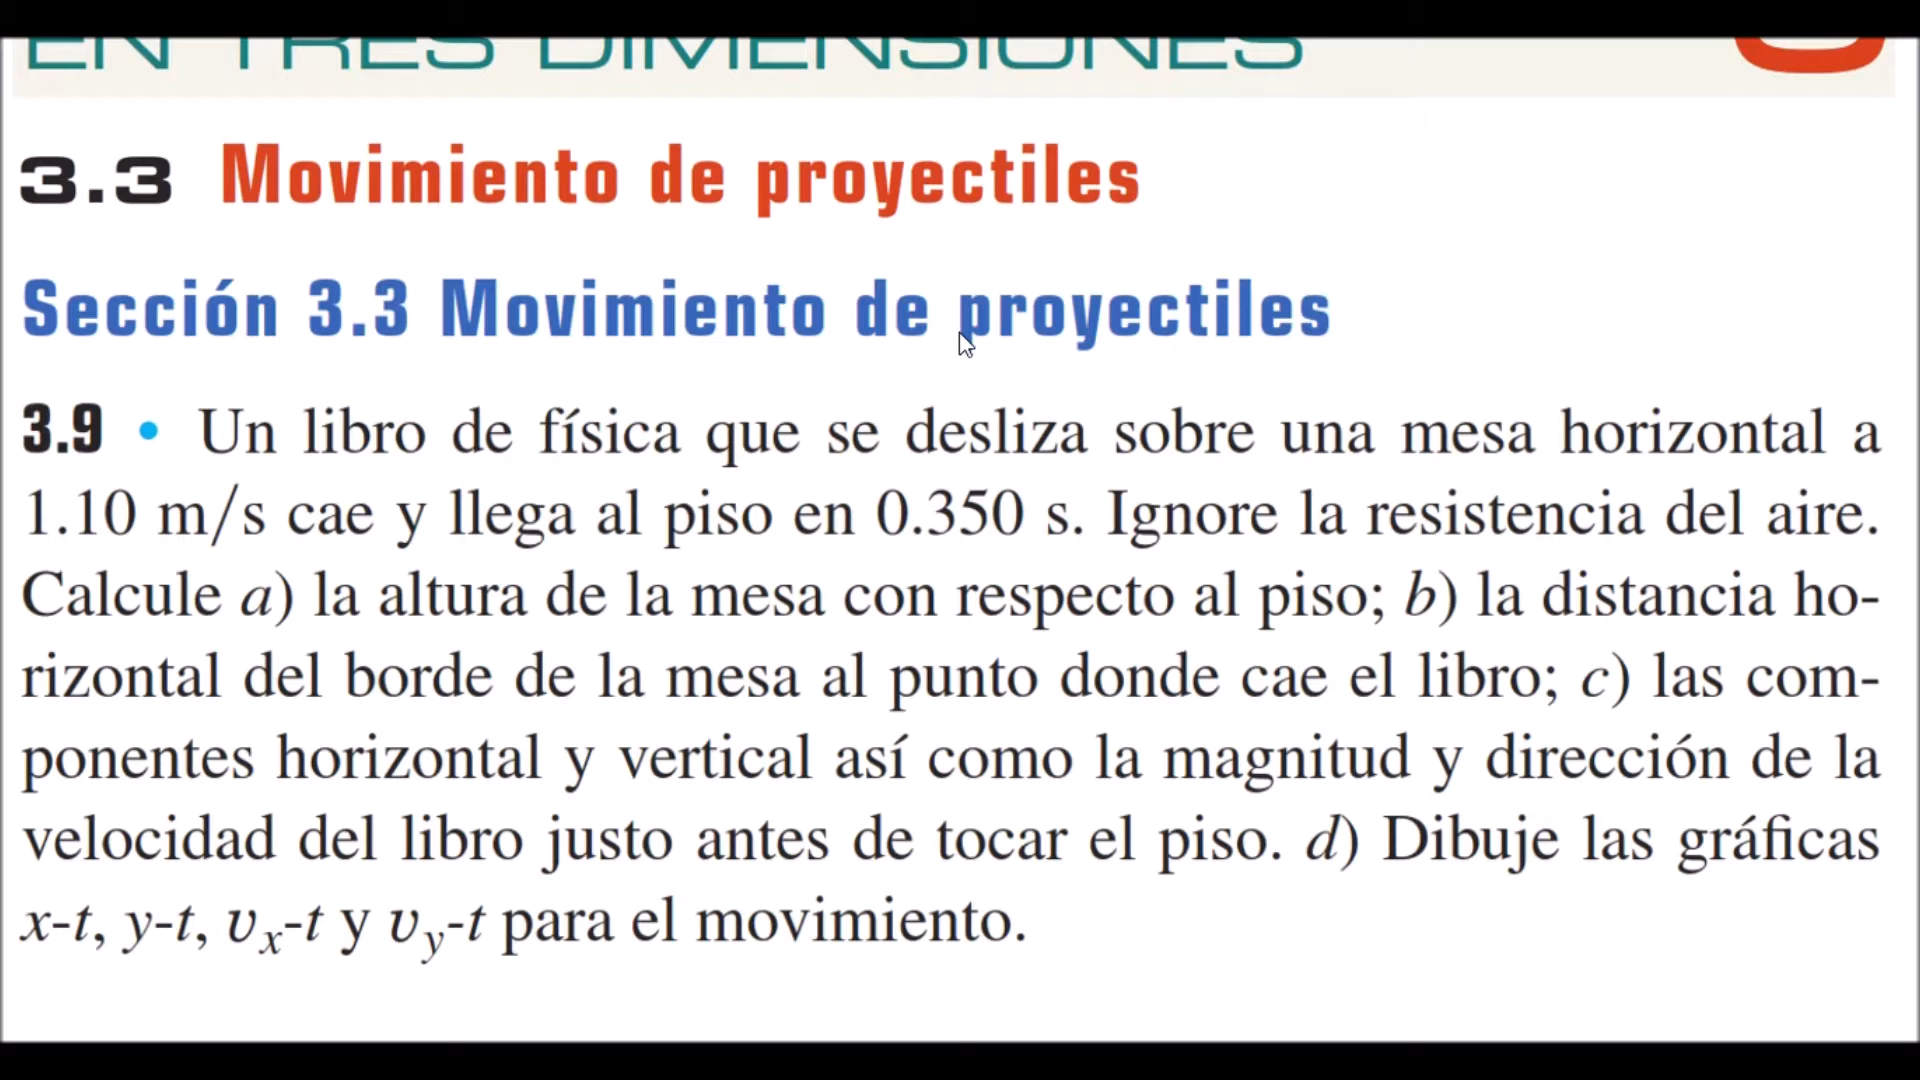 EN TRES DIMENSIONES
3.3 Movimiento de proyectiles
Sección 3.3 Movimiento de proyectiles
3.9 • Un libro de física que se desliza sobre una mesa horizontal a
1.10 m/s cae y llega al piso en 0.350 s. Ignore la resistencia del aire.
Calcule a) la altura de la mesa con respecto al piso; b) la distancia ho-
rizontal del borde de la mesa al punto donde cae el libro; c) las com-
ponentes horizontal y vertical así como la magnitud y dirección de la
velocidad del libro justo antes de tocar el piso. d) Dibuje las gráficas
x-t, y-t, vx-t y vy-t para el movimiento.